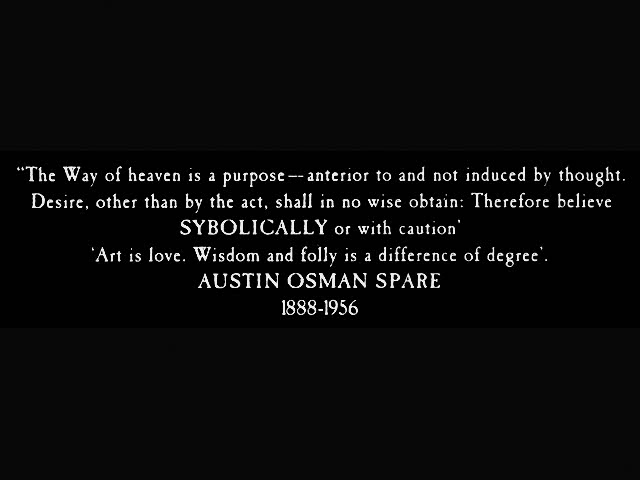 “The Way of heaven is a purpose—anterior to and not induced by thought.
Desire, other than by the act, shall in no wise obtain: Therefore believe
SYBOLICALLY or with caution’
‘Art is love. Wisdom and folly is a difference of degree’.
AUSTIN OSMAN SPARE
1888-1956